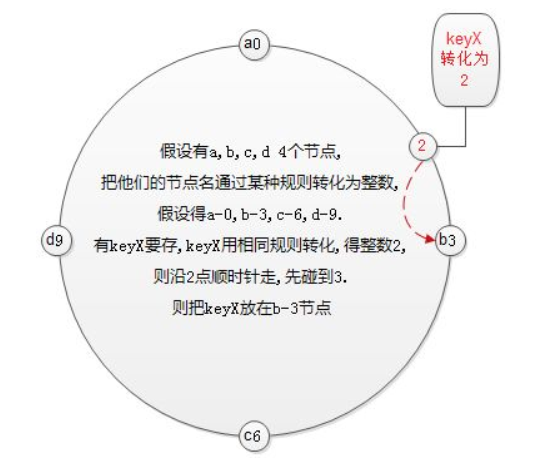 a0
keyX
转化为
2
2
假设有a,b,c,d 4个节点,
把他们的节点名通过某种规则转化为整数,
假设得a-0,b-3,c-6,d-9.
d9
有keyX要存,keyX用相同规则转化,得整数2,
b3
则沿2点顺时针走,先碰到3.
则把keyX放在b-3节点
c6